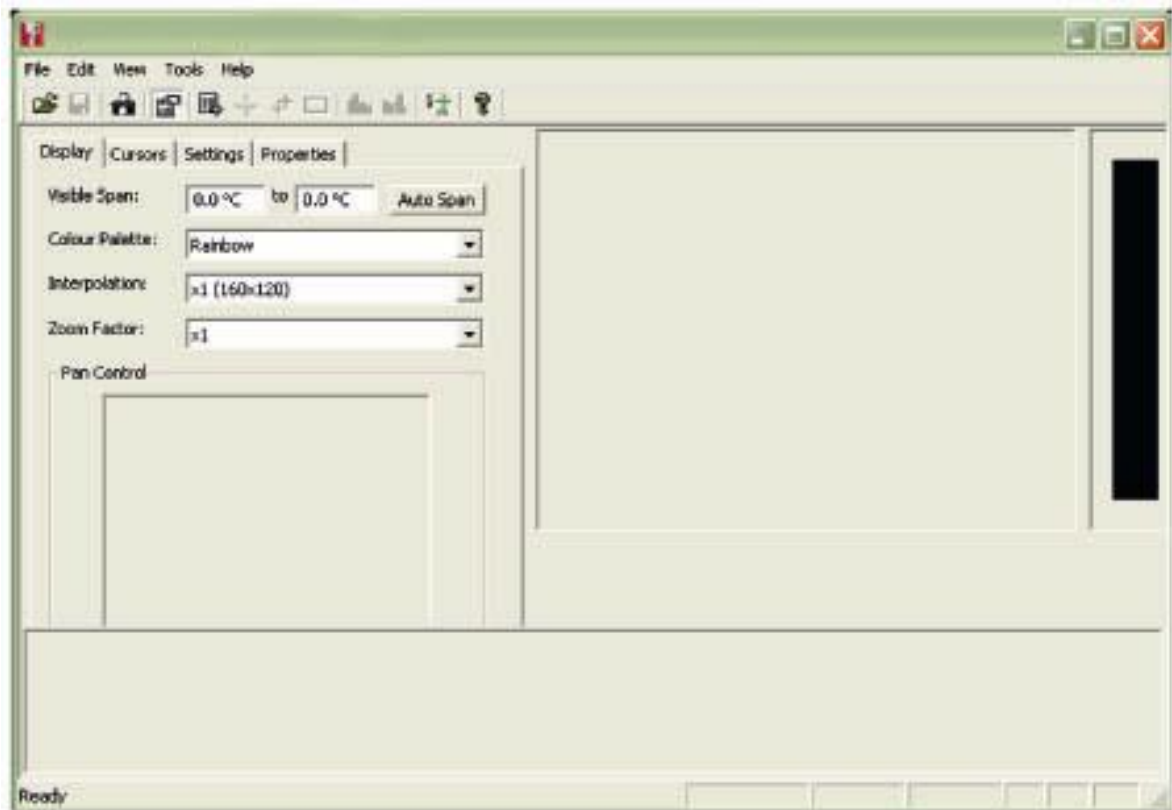 File Edit View Tools Help
Display Cursors Settings Properties
Visible Span: 0.0 °C to 0.0 °C Auto Span
Colour Palette: Rainbow
Interpolation: x1 (160x120)
Zoom Factor: x1
Pan Control
Ready